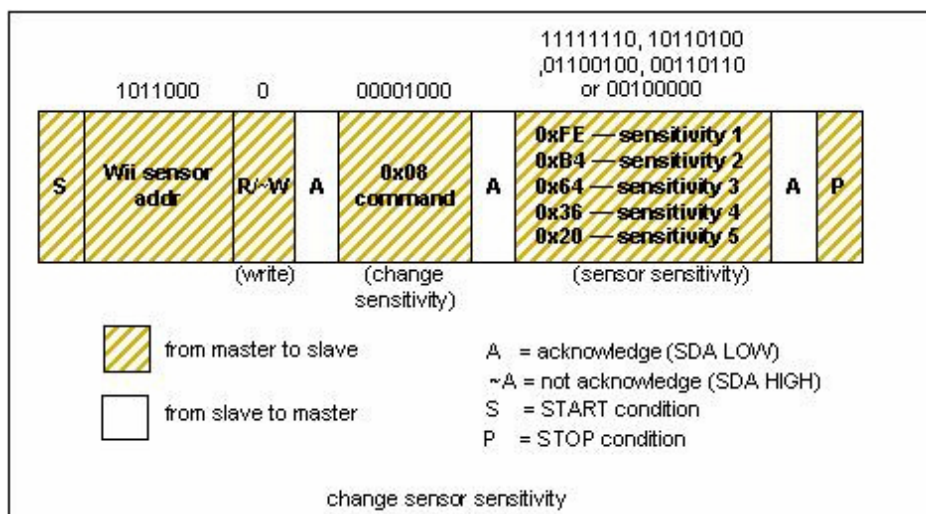 11111110, 10110100
,01100100, 00110110
or 00100000
1011000 0 00001000
S Wii sensor addr R/~W A 0x08 command A 0xFE — sensitivity 1
0xB4 — sensitivity 2
0x64 — sensitivity 3
0x36 — sensitivity 4
0x20 — sensitivity 5 A P
(write) (change sensitivity) (sensor sensitivity)
from master to slave
from slave to master
A = acknowledge (SDA LOW)
~A = not acknowledge (SDA HIGH)
S = START condition
P = STOP condition
change sensor sensitivity